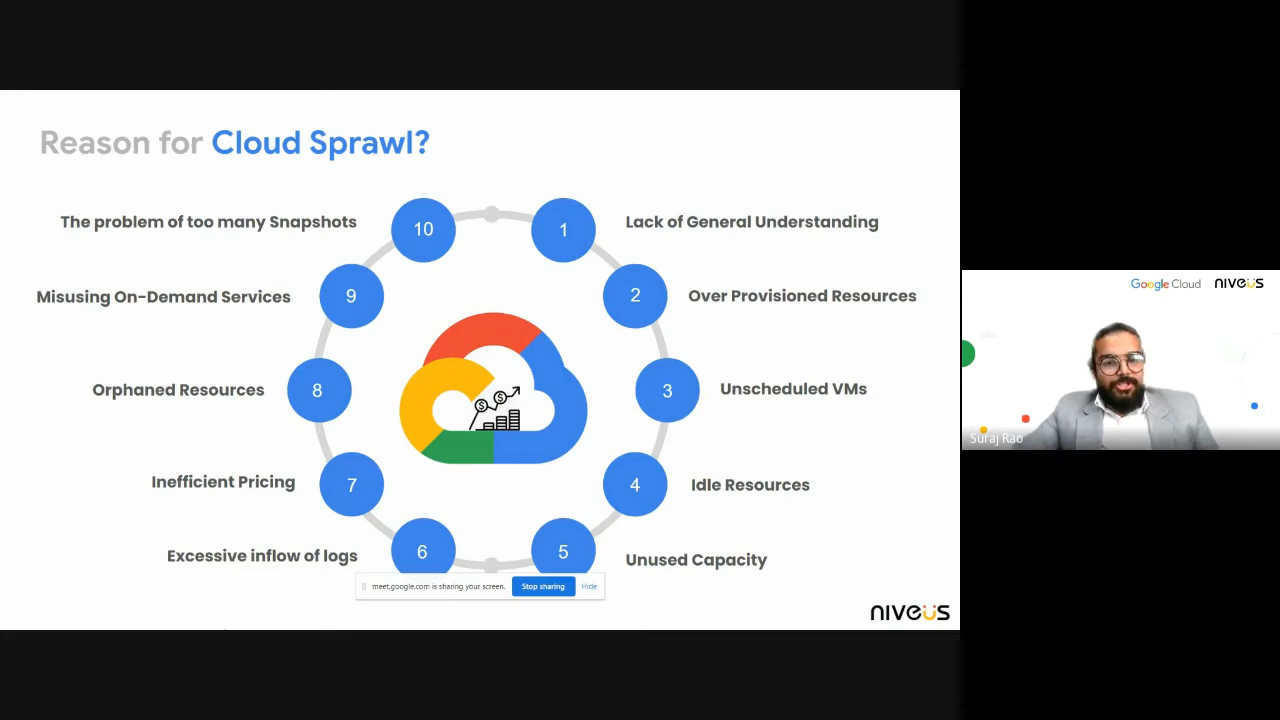 Reason for Cloud Sprawl?
The problem of too many Snapshots
10
1
Lack of General Understanding
Misusing On-Demand Services
9
2
Over Provisioned Resources
Orphaned Resources
8
3
Unscheduled VMs
Inefficient Pricing
7
4
Idle Resources
Excessive inflow of logs
6
5
Unused Capacity
meet.google.com is sharing your screen.
Stop sharing
Hide
NIVEUS
Google Cloud
NIVEUS
Suraj Rao